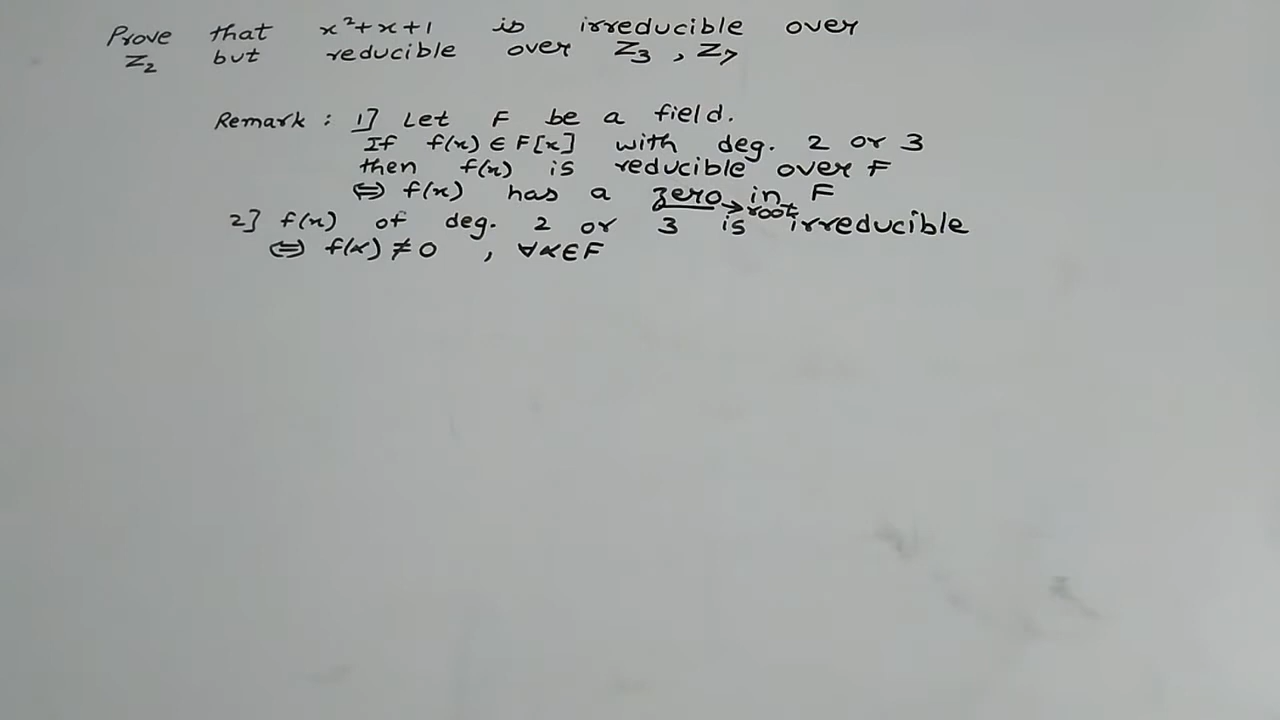 Prove that x²+x+1 is irreducible over
Z₂ but reducible over Z₃ , Z₇
Remark : 1] Let F be a field.
If f(x) ∈ F[x] with deg. 2 or 3
then f(x) is reducible over F
⇔ f(x) has a zero in F
→ root
2] f(x) of deg. 2 or 3 is irreducible
⇔ f(α) ≠ 0 , ∀α∈F